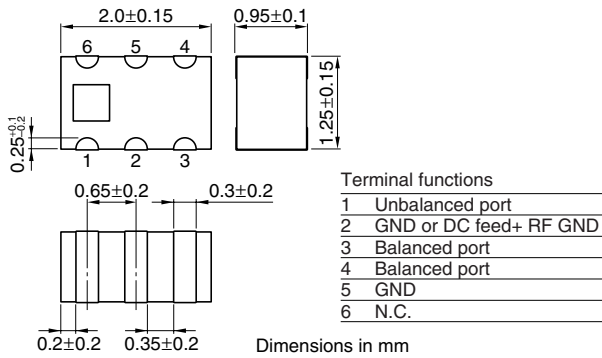 2.0±0.15
0.95±0.1
6 5 4
1.25±0.15
0.25+0.1-0.2
1 2 3
0.65±0.2
0.3±0.2
0.2±0.2
0.35±0.2
Terminal functions
1 Unbalanced port
2 GND or DC feed+ RF GND
3 Balanced port
4 Balanced port
5 GND
6 N.C.
Dimensions in mm